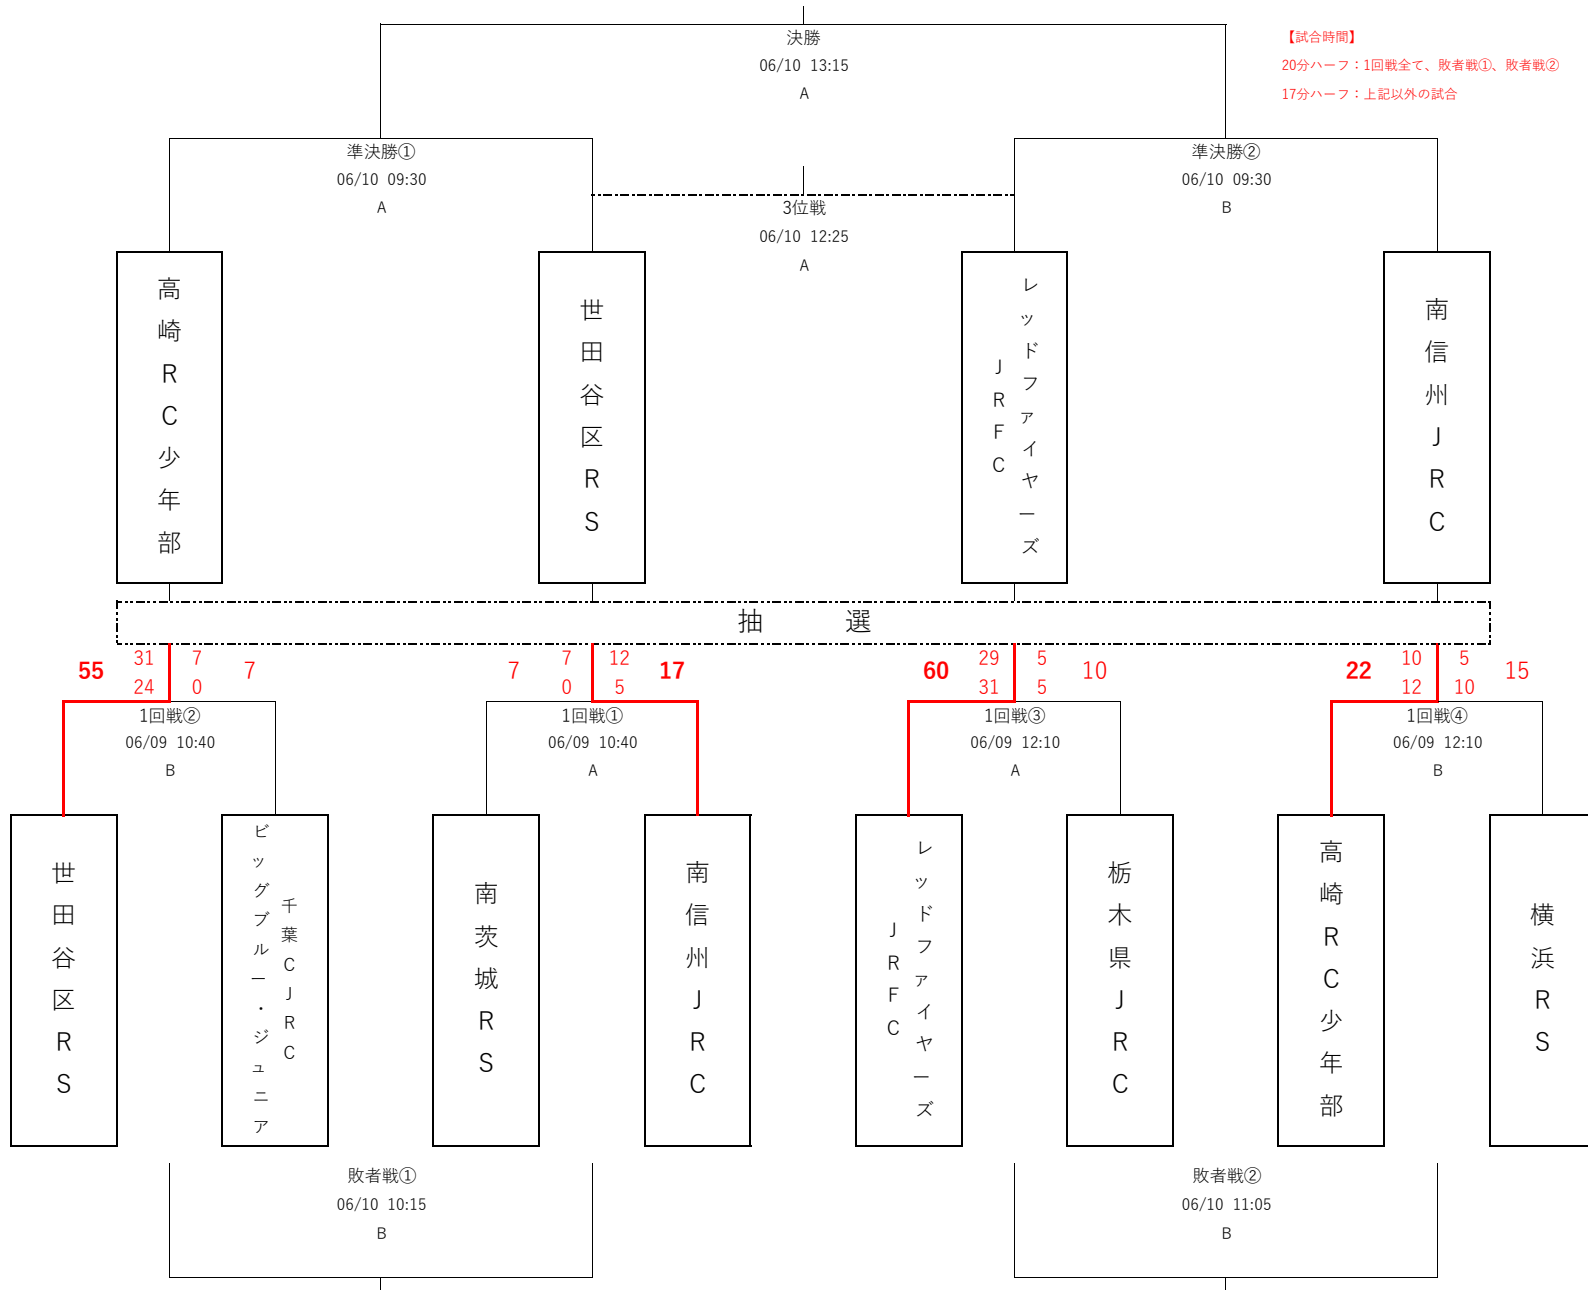 決勝
06/10 13:15
A
【試合時間】
20分ハーフ：1回戦全て、敗者戦①、敗者戦②
17分ハーフ：上記以外の試合
準決勝①
06/10 09:30
A
準決勝②
06/10 09:30
B
3位戦
06/10 12:25
A
高崎RC少年部
世田谷区RS
レッドファイヤーズ
JRFC
南信州JRC
抽選
55
31 7
24 0
7
7
7 12
0 5
17
60
29 5
31 5
10
22
10 5
12 10
15
1回戦②
06/09 10:40
B
1回戦①
06/09 10:40
A
1回戦③
06/09 12:10
A
1回戦④
06/09 12:10
B
世田谷区RS
千葉CJRC
ビッグブルー・ジュニア
南茨城RS
南信州JRC
レッドファイヤーズ
JRFC
栃木県JRC
高崎RC少年部
横浜RS
敗者戦①
06/10 10:15
B
敗者戦②
06/10 11:05
B